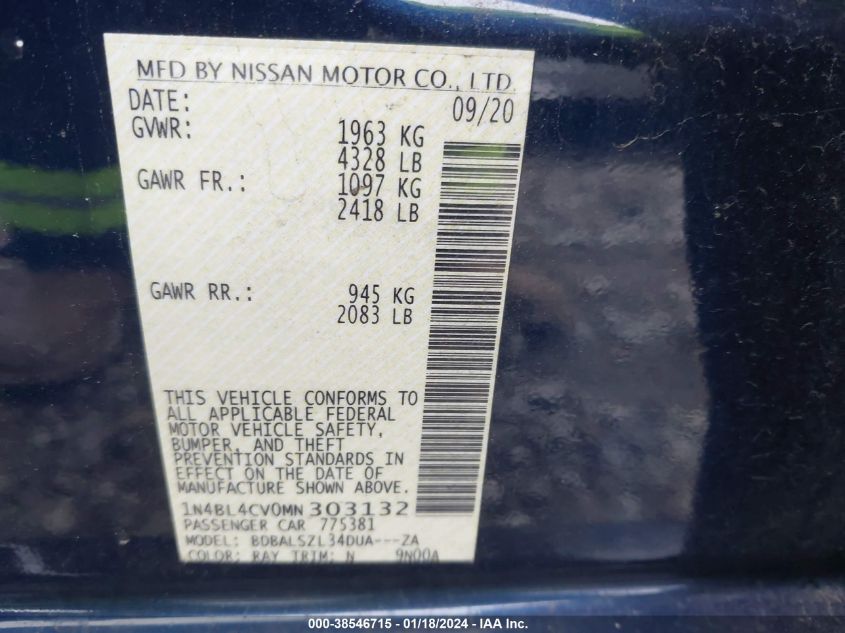 MFD BY NISSAN MOTOR CO., LTD.
DATE: 09/20
GVWR: 1963 KG
4328 LB
GAWR FR.: 1097 KG
2418 LB
GAWR RR.: 945 KG
2083 LB
THIS VEHICLE CONFORMS TO
ALL APPLICABLE FEDERAL
MOTOR VEHICLE SAFETY,
BUMPER, AND THEFT
PREVENTION STANDARDS IN
EFFECT ON THE DATE OF
MANUFACTURE SHOWN ABOVE.
1N4BL4CV0MN 303132
PASSENGER CAR 775381
MODEL: BDBALSZL34DUA---ZA
COLOR: RAY TRIM: N 9N00A
000-38546715 - 01/18/2024 - IAA Inc.